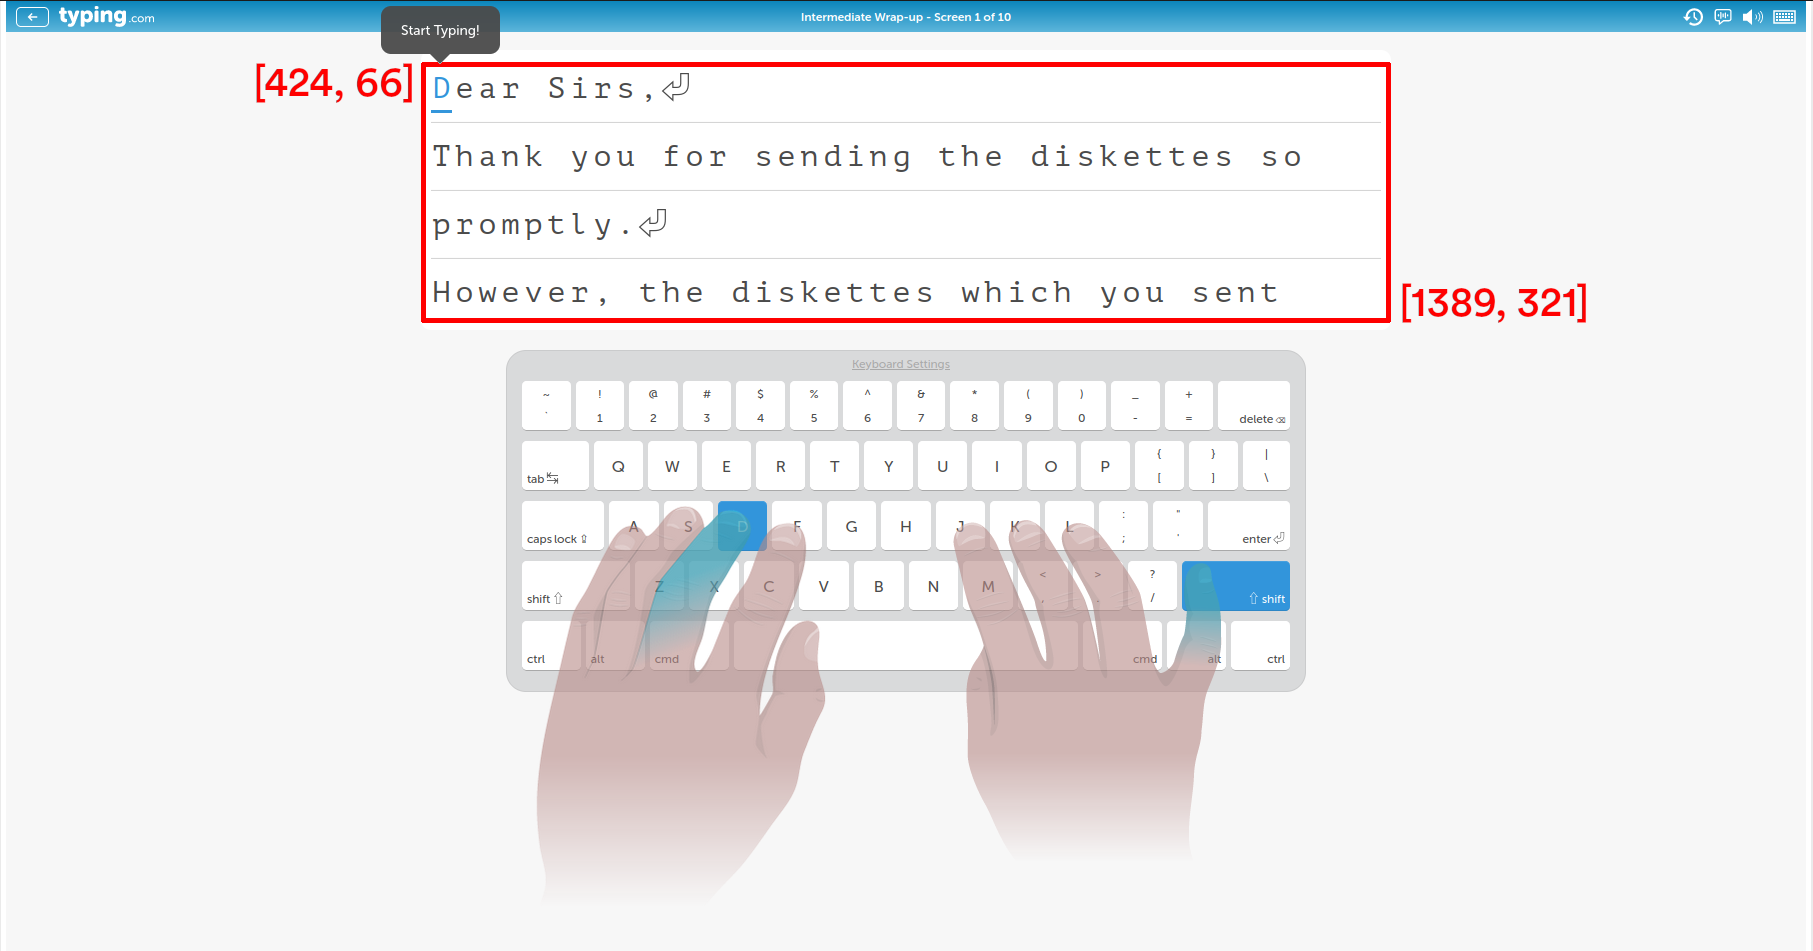 typing.com
Intermediate Wrap-up - Screen 1 of 10
Start Typing!
[424, 66]
Dear Sirs,⏎
Thank you for sending the diskettes so
promptly.⏎
However, the diskettes which you sent
[1389, 321]
Keyboard Settings
~ ! @ # $ % ^ & * ( ) _ +
` 1 2 3 4 5 6 7 8 9 0 - = delete ⌫
tab ↹ Q W E R T Y U I O P { [ } ] | \
caps lock ⇪ A S D F G H J K L : ; " ' enter ⏎
shift ⇧ Z X C V B N M < , > . ? / ⇧ shift
ctrl alt cmd cmd alt ctrl